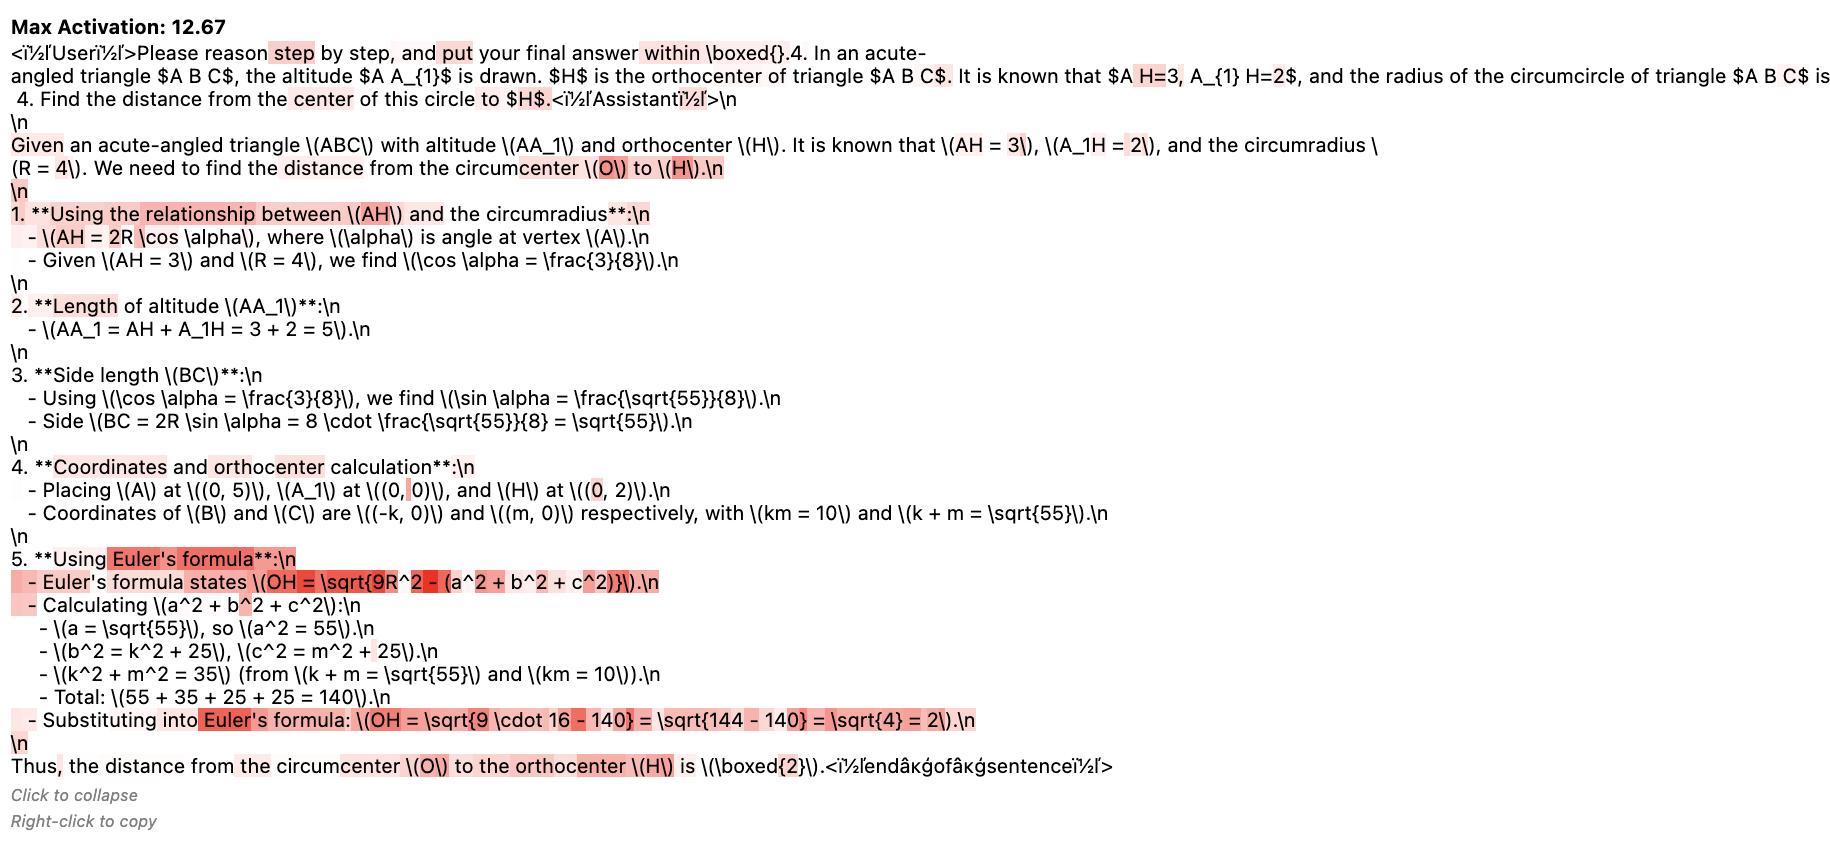 Max Activation: 12.67
<ï½ľUserï½ľ>Please reason step by step, and put your final answer within \boxed{}.4. In an acute-
angled triangle $A B C$, the altitude $A A_{1}$ is drawn. $H$ is the orthocenter of triangle $A B C$. It is known that $A H=3, A_{1} H=2$, and the radius of the circumcircle of triangle $A B C$ is
4. Find the distance from the center of this circle to $H$.<ï½ľAssistantï½ľ>\n
\n
Given an acute-angled triangle \(ABC\) with altitude \(AA_1\) and orthocenter \(H\). It is known that \(AH = 3\), \(A_1H = 2\), and the circumradius \
(R = 4\). We need to find the distance from the circumcenter \(O\) to \(H\).\n
\n
1. **Using the relationship between \(AH\) and the circumradius**:\n
- \(AH = 2R \cos \alpha\), where \(\alpha\) is angle at vertex \(A\).\n
- Given \(AH = 3\) and \(R = 4\), we find \(\cos \alpha = \frac{3}{8}\).\n
\n
2. **Length of altitude \(AA_1\)**:\n
- \(AA_1 = AH + A_1H = 3 + 2 = 5\).\n
\n
3. **Side length \(BC\)**:\n
- Using \(\cos \alpha = \frac{3}{8}\), we find \(\sin \alpha = \frac{\sqrt{55}}{8}\).\n
- Side \(BC = 2R \sin \alpha = 8 \cdot \frac{\sqrt{55}}{8} = \sqrt{55}\).\n
\n
4. **Coordinates and orthocenter calculation**:\n
- Placing \(A\) at \((0, 5)\), \(A_1\) at \((0, 0)\), and \(H\) at \((0, 2)\).\n
- Coordinates of \(B\) and \(C\) are \((-k, 0)\) and \((m, 0)\) respectively, with \(km = 10\) and \(k + m = \sqrt{55}\).\n
\n
5. **Using Euler's formula**:\n
- Euler's formula states \(OH = \sqrt{9R^2 - (a^2 + b^2 + c^2)}\).\n
- Calculating \(a^2 + b^2 + c^2\):\n
- \(a = \sqrt{55}\), so \(a^2 = 55\).\n
- \(b^2 = k^2 + 25\), \(c^2 = m^2 + 25\).\n
- \(k^2 + m^2 = 35\) (from \(k + m = \sqrt{55}\) and \(km = 10\)).\n
- Total: \(55 + 35 + 25 + 25 = 140\).\n
- Substituting into Euler's formula: \(OH = \sqrt{9 \cdot 16 - 140} = \sqrt{144 - 140} = \sqrt{4} = 2\).\n
\n
Thus, the distance from the circumcenter \(O\) to the orthocenter \(H\) is \(\boxed{2}\).<ï½ľendâĸģofâĸģsentenceï½ľ>
Click to collapse
Right-click to copy